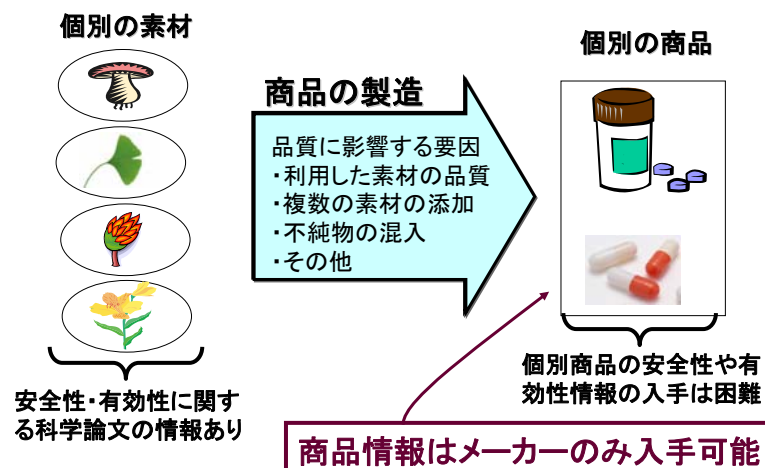 個別の素材
個別の商品
商品の製造
品質に影響する要因
・利用した素材の品質
・複数の素材の添加
・不純物の混入
・その他
安全性・有効性に関す
る科学論文の情報あり
個別商品の安全性や有
効性情報の入手は困難
商品情報はメーカーのみ入手可能